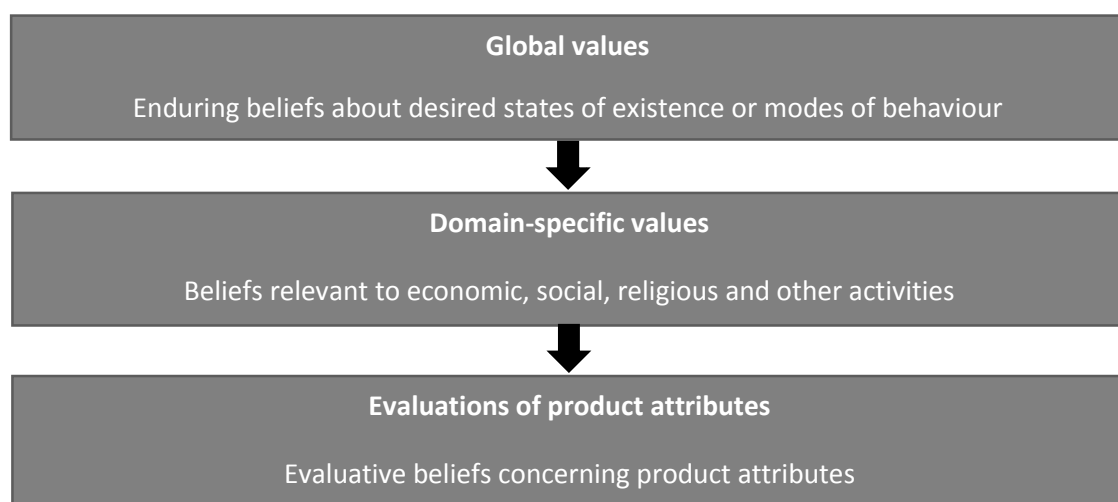 Global values
Enduring beliefs about desired states of existence or modes of behaviour
Domain-specific values
Beliefs relevant to economic, social, religious and other activities
Evaluations of product attributes
Evaluative beliefs concerning product attributes